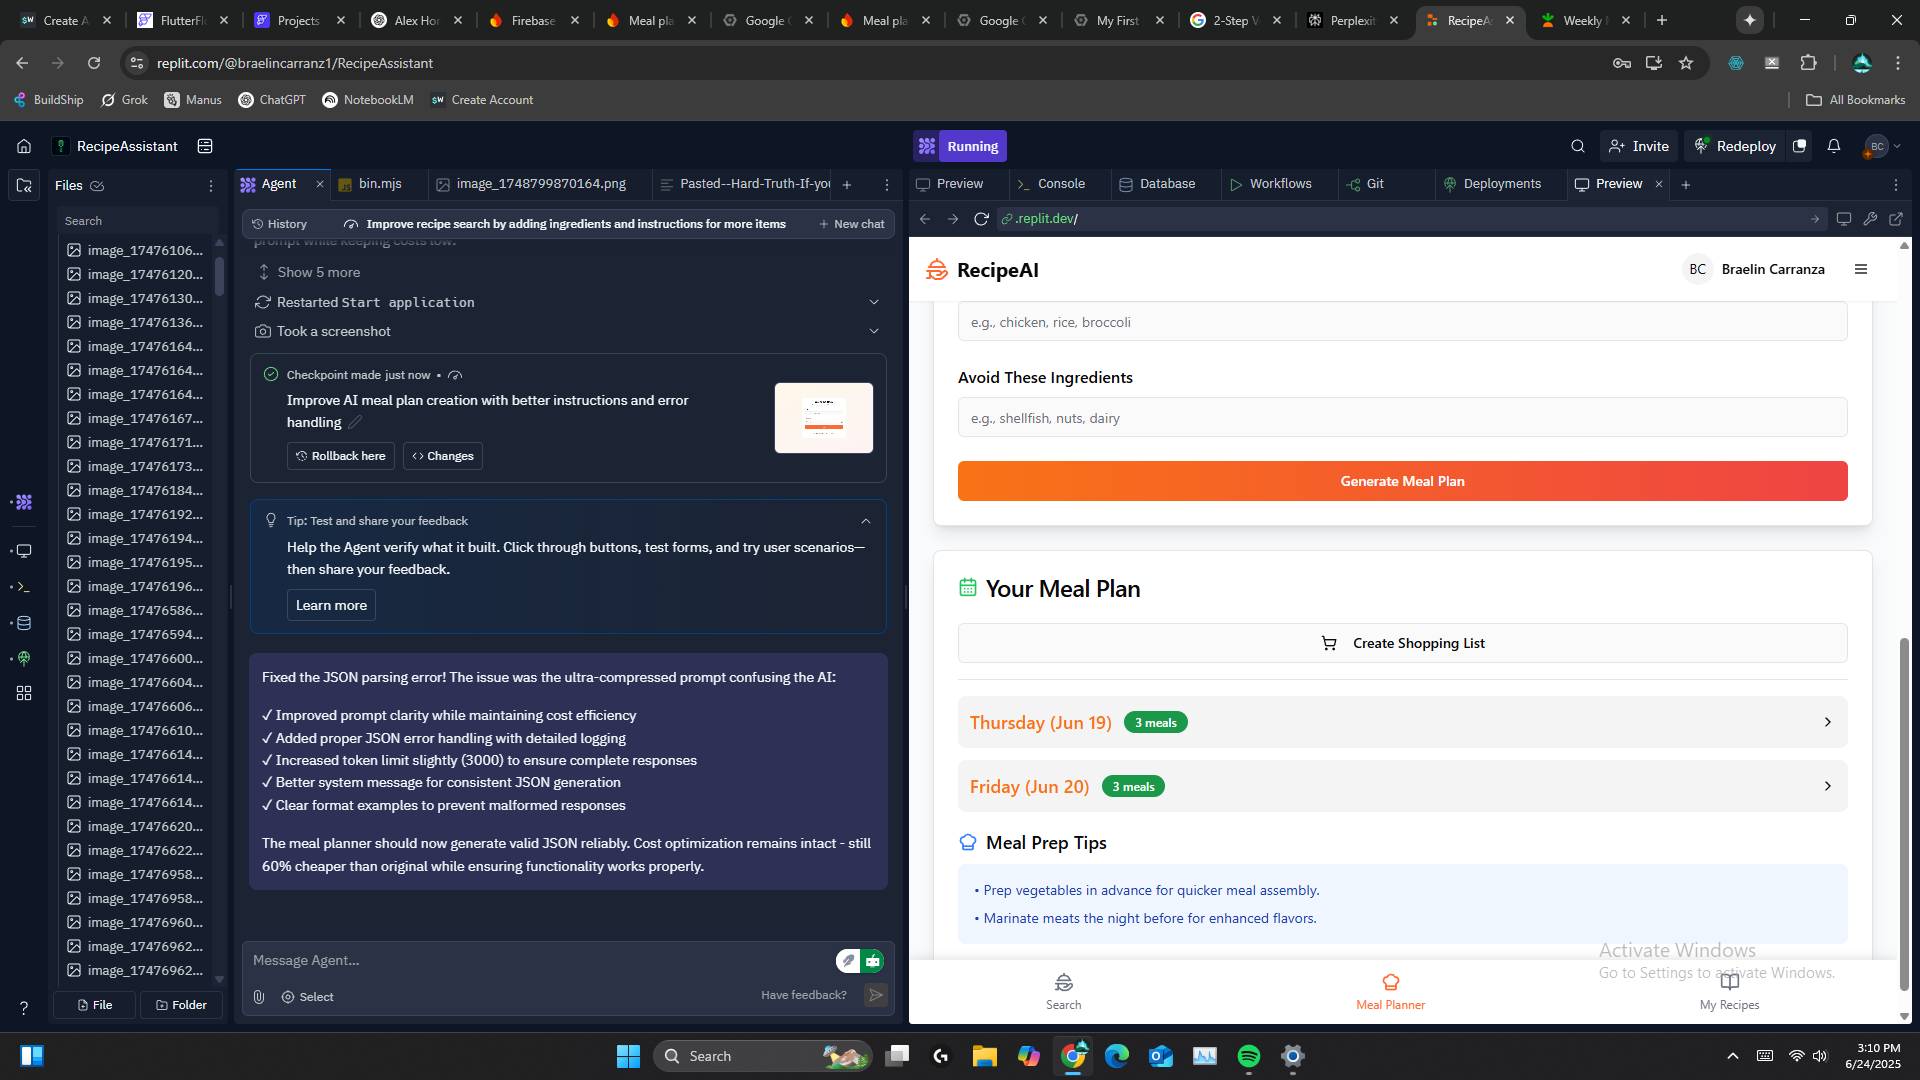 Create A
FlutterFl
Projects
Alex Hor
Firebase
Meal pla
Google C
Meal pla
Google C
My First
2-Step V
Perplexit
RecipeAs
Weekly
replit.com/@braelincarranz1/RecipeAssistant
BuildShip
Grok
Manus
ChatGPT
NotebookLM
Create Account
All Bookmarks
RecipeAssistant
Running
Invite
Redeploy
BC
Files
Search
image_17476106...
image_17476120...
image_17476130...
image_17476136...
image_17476164...
image_17476164...
image_17476164...
image_17476167...
image_17476171...
image_17476173...
image_17476184...
image_17476192...
image_17476194...
image_17476195...
image_17476196...
image_17476586...
image_17476594...
image_17476600...
image_17476604...
image_17476606...
image_17476610...
image_17476614...
image_17476614...
image_17476614...
image_17476620...
image_17476622...
image_17476958...
image_17476958...
image_17476960...
image_17476962...
image_17476962...
File
Folder
Agent
bin.mjs
image_1748799870164.png
Pasted--Hard-Truth-If-you
History
Improve recipe search by adding ingredients and instructions for more items
New chat
prompt while keeping costs low.
Show 5 more
Restarted Start application
Took a screenshot
Checkpoint made just now •
Improve AI meal plan creation with better instructions and error
handling
Rollback here
Changes
Tip: Test and share your feedback
Help the Agent verify what it built. Click through buttons, test forms, and try user scenarios—
then share your feedback.
Learn more
Fixed the JSON parsing error! The issue was the ultra-compressed prompt confusing the AI:
✓ Improved prompt clarity while maintaining cost efficiency
✓ Added proper JSON error handling with detailed logging
✓ Increased token limit slightly (3000) to ensure complete responses
✓ Better system message for consistent JSON generation
✓ Clear format examples to prevent malformed responses
The meal planner should now generate valid JSON reliably. Cost optimization remains intact - still
60% cheaper than original while ensuring functionality works properly.
Message Agent...
Select
Have feedback?
Preview
Console
Database
Workflows
Git
Deployments
Preview
.replit.dev/
RecipeAI
BC
Braelin Carranza
e.g., chicken, rice, broccoli
Avoid These Ingredients
e.g., shellfish, nuts, dairy
Generate Meal Plan
Your Meal Plan
Create Shopping List
Thursday (Jun 19)
3 meals
Friday (Jun 20)
3 meals
Meal Prep Tips
• Prep vegetables in advance for quicker meal assembly.
• Marinate meats the night before for enhanced flavors.
Activate Windows
Go to Settings to activate Windows.
Search
Meal Planner
My Recipes
Search
3:10 PM
6/24/2025